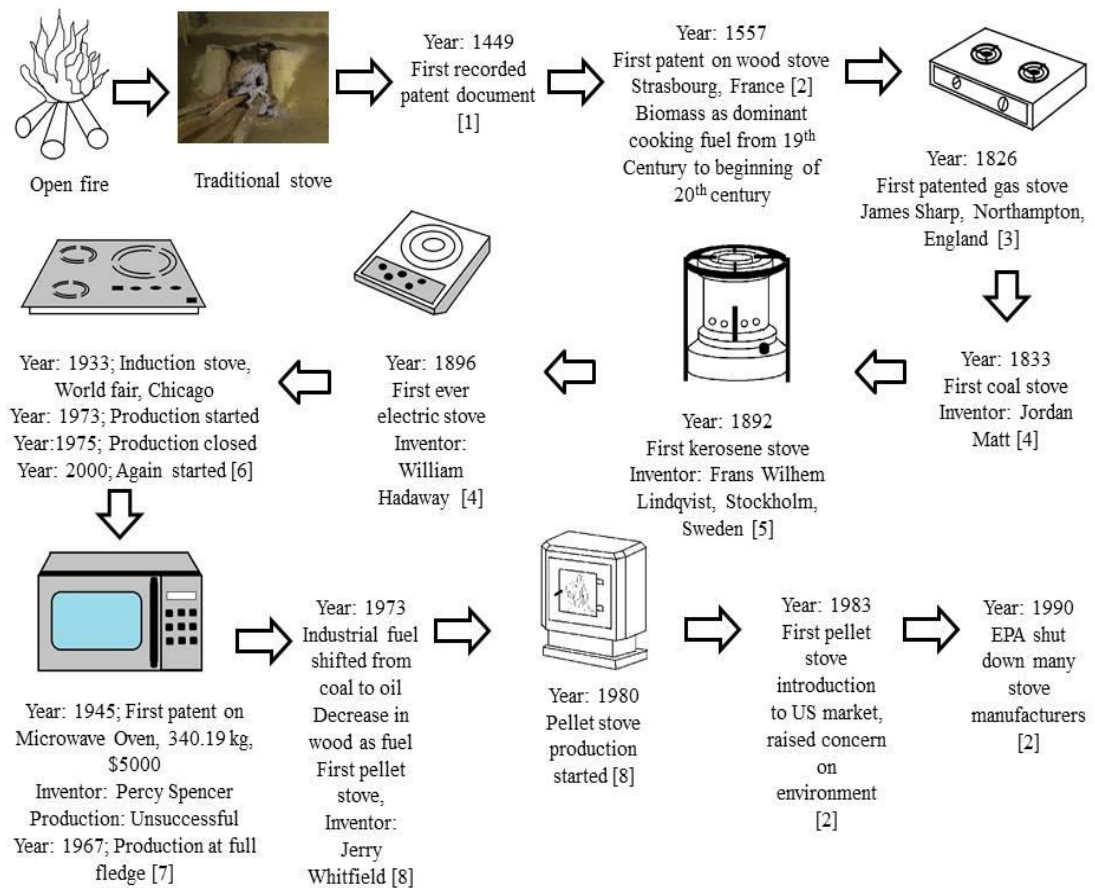 Open fire
Traditional stove
Year: 1449
First recorded
patent document
[1]
Year: 1557
First patent on wood stove
Strasbourg, France [2]
Biomass as dominant
cooking fuel from 19th
Century to beginning of
20th century
Year: 1826
First patented gas stove
James Sharp, Northampton,
England [3]
Year: 1833
First coal stove
Inventor: Jordan
Matt [4]
Year: 1892
First kerosene stove
Inventor: Frans Wilhem
Lindqvist, Stockholm,
Sweden [5]
Year: 1896
First ever
electric stove
Inventor:
William
Hadaway [4]
Year: 1933; Induction stove,
World fair, Chicago
Year: 1973; Production started
Year:1975; Production closed
Year: 2000; Again started [6]
Year: 1945; First patent on
Microwave Oven, 340.19 kg,
$5000
Inventor: Percy Spencer
Production: Unsuccessful
Year: 1967; Production at full
fledge [7]
Year: 1973
Industrial fuel
shifted from
coal to oil
Decrease in
wood as fuel
First pellet
stove,
Inventor:
Jerry
Whitfield [8]
Year: 1980
Pellet stove
production
started [8]
Year: 1983
First pellet
stove
introduction
to US market,
raised concern
on
environment
[2]
Year: 1990
EPA shut
down many
stove
manufacturers
[2]